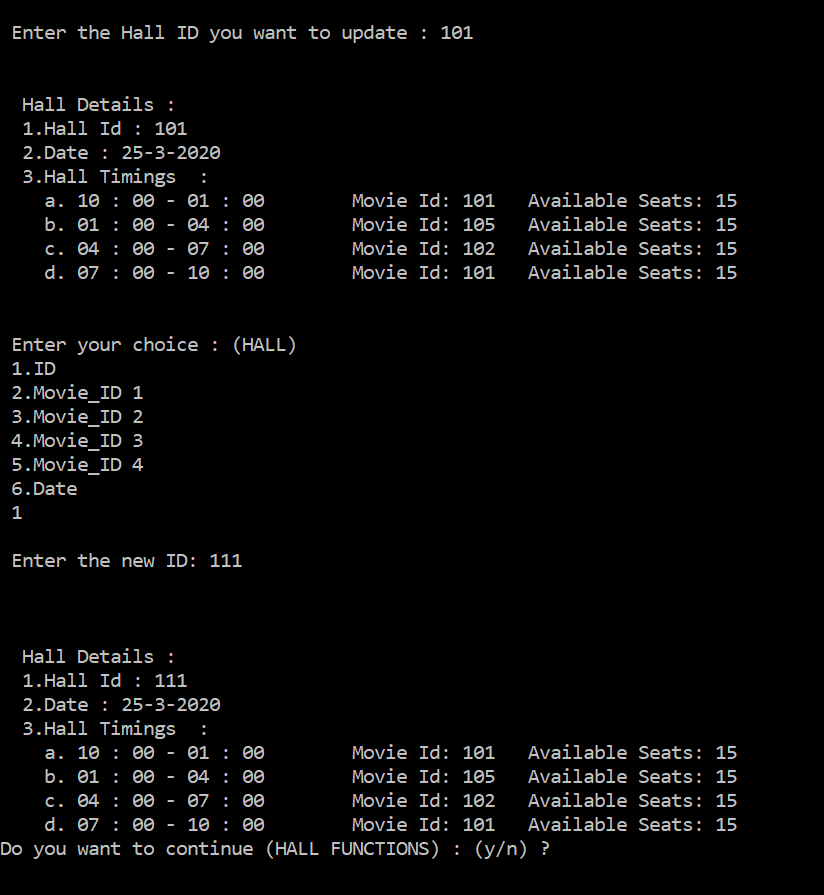 Enter the Hall ID you want to update : 101
Hall Details :
1.Hall Id : 101
2.Date : 25-3-2020
3.Hall Timings  :
a. 10 : 00 - 01 : 00        Movie Id: 101   Available Seats: 15
b. 01 : 00 - 04 : 00        Movie Id: 105   Available Seats: 15
c. 04 : 00 - 07 : 00        Movie Id: 102   Available Seats: 15
d. 07 : 00 - 10 : 00        Movie Id: 101   Available Seats: 15
Enter your choice : (HALL)
1.ID
2.Movie_ID 1
3.Movie_ID 2
4.Movie_ID 3
5.Movie_ID 4
6.Date
1
Enter the new ID: 111
Hall Details :
1.Hall Id : 111
2.Date : 25-3-2020
3.Hall Timings  :
a. 10 : 00 - 01 : 00        Movie Id: 101   Available Seats: 15
b. 01 : 00 - 04 : 00        Movie Id: 105   Available Seats: 15
c. 04 : 00 - 07 : 00        Movie Id: 102   Available Seats: 15
d. 07 : 00 - 10 : 00        Movie Id: 101   Available Seats: 15
Do you want to continue (HALL FUNCTIONS) : (y/n) ?